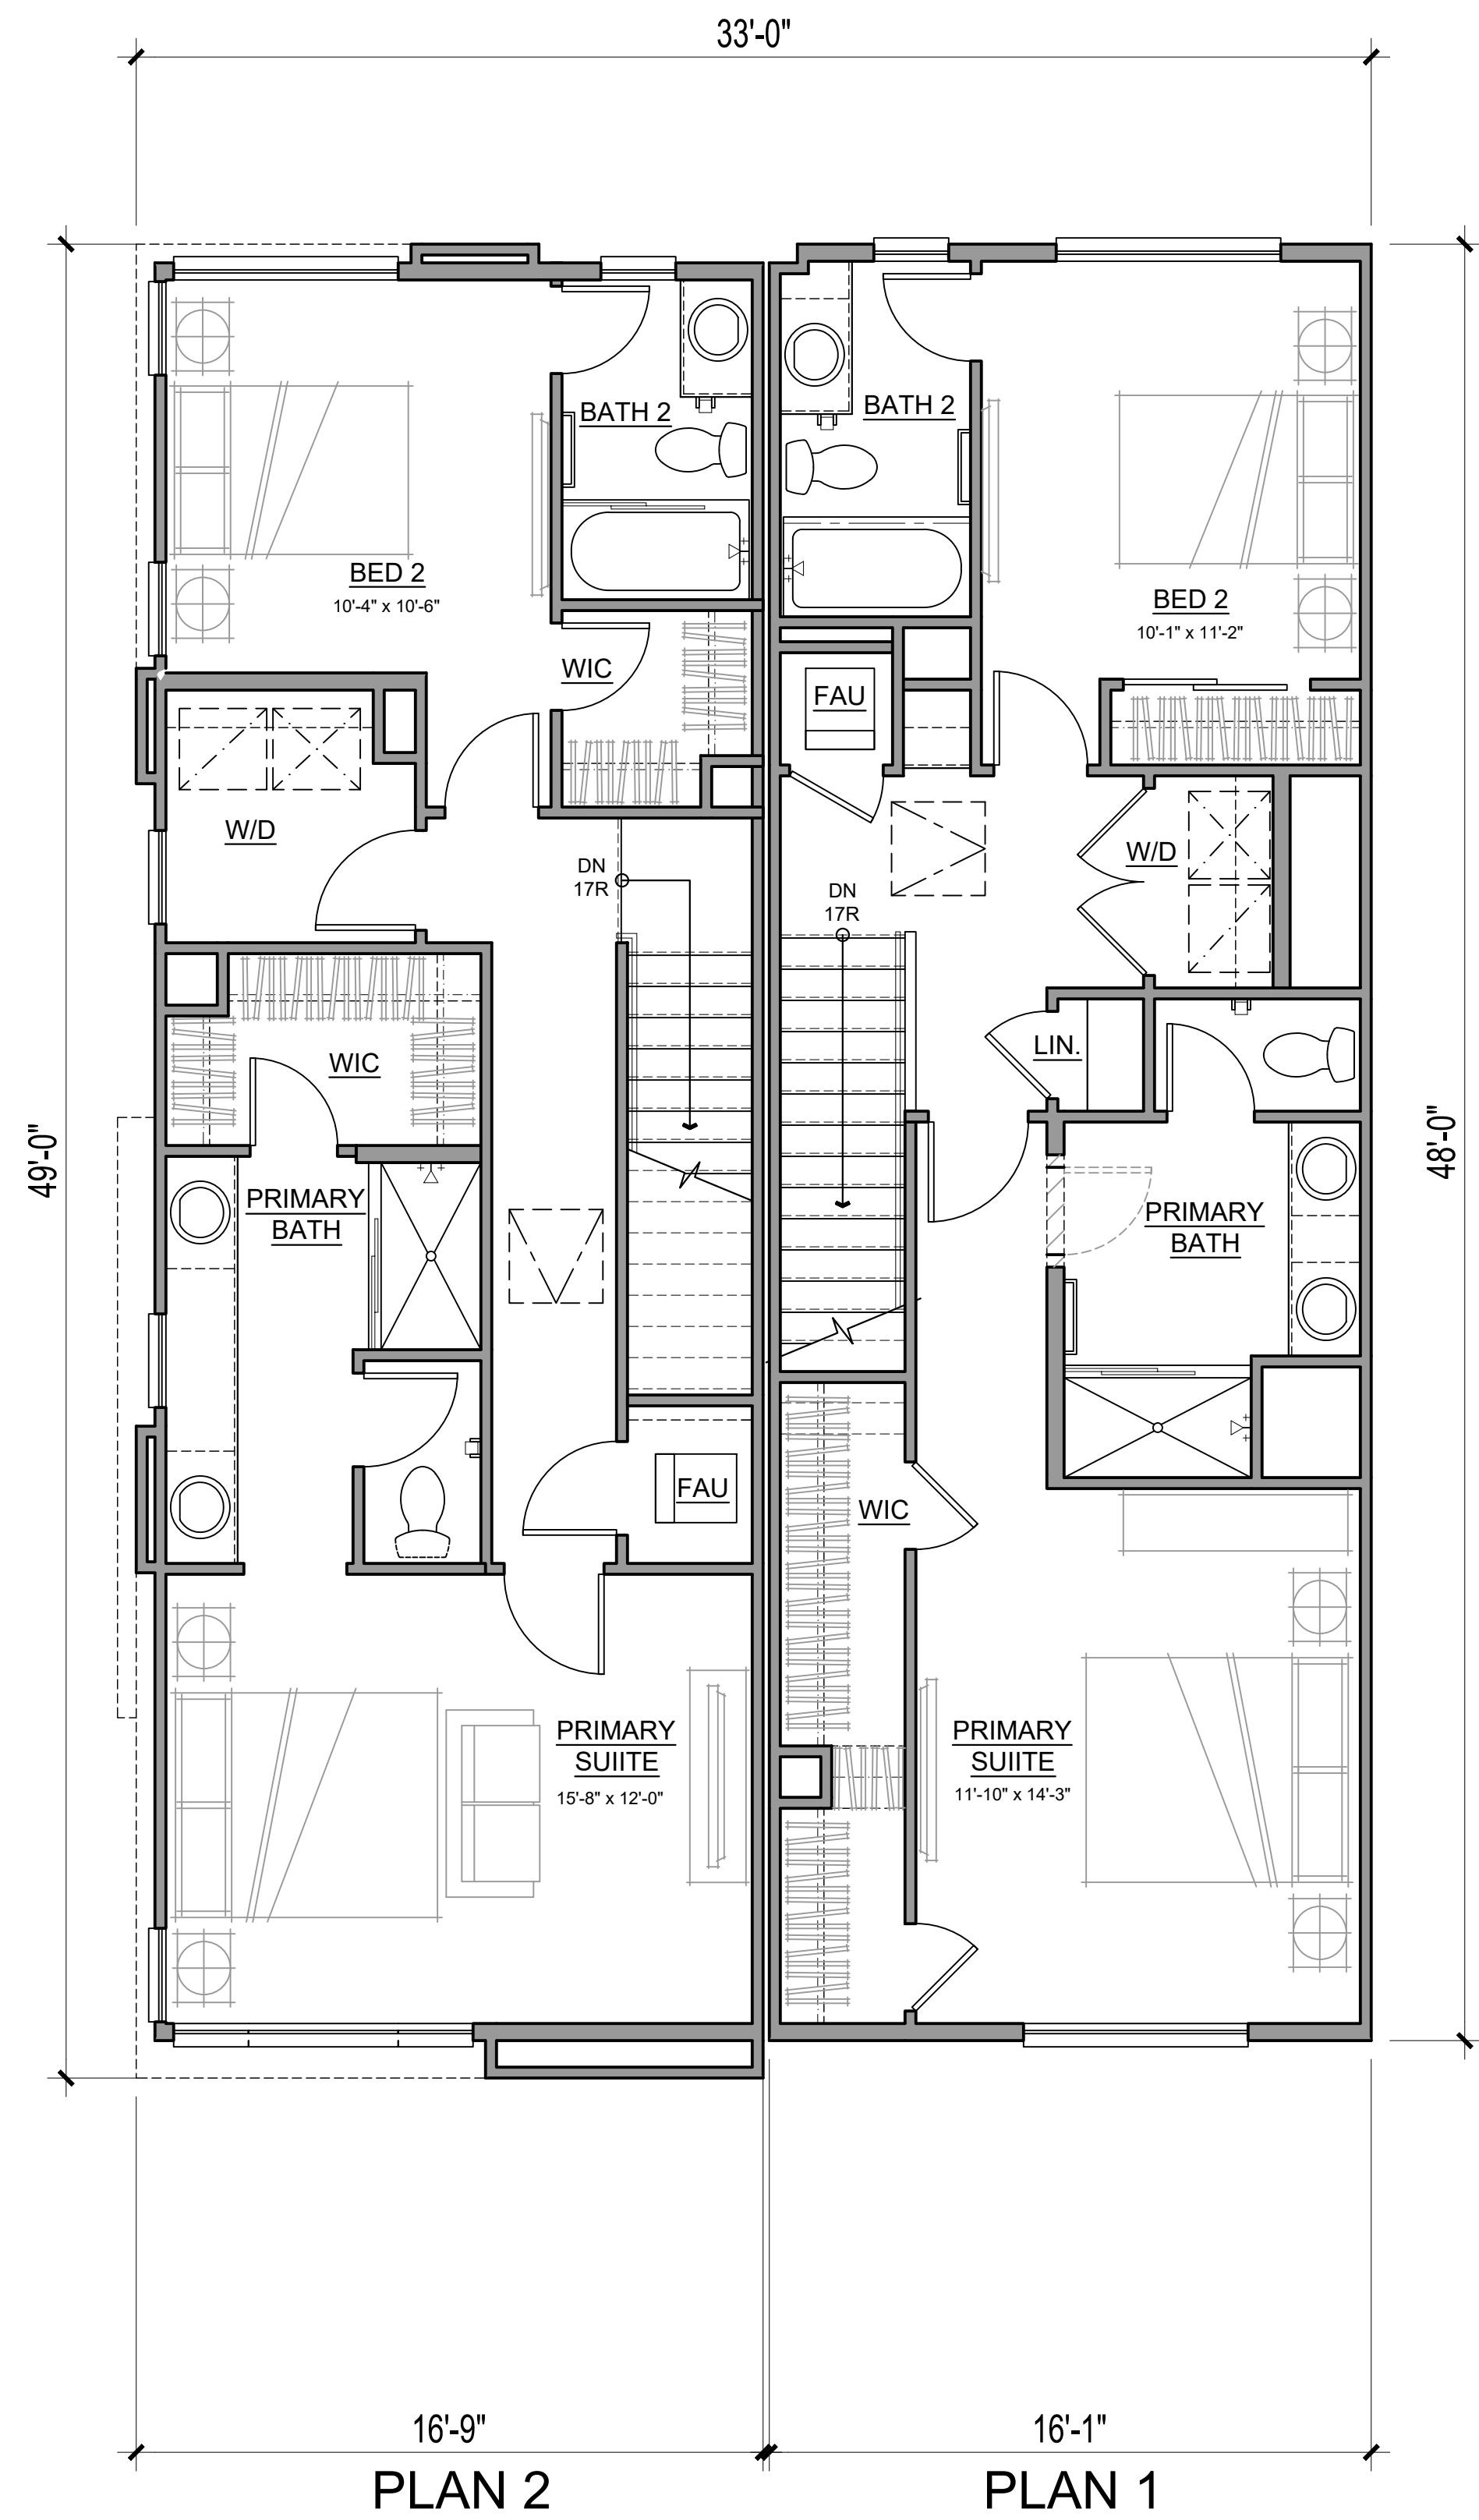 33'-0"
BATH 2
BATH 2
BED 2
10'-4" x 10'-6"
BED 2
10'-1" x 11'-2"
WIC
FAU
W/D
DN
17R
DN
17R
W/D
WIC
LIN.
49'-0"
48'-0"
PRIMARY
BATH
PRIMARY
BATH
FAU
WIC
PRIMARY
SUIITE
15'-8" x 12'-0"
PRIMARY
SUIITE
11'-10" x 14'-3"
16'-9"
16'-1"
PLAN 2
PLAN 1